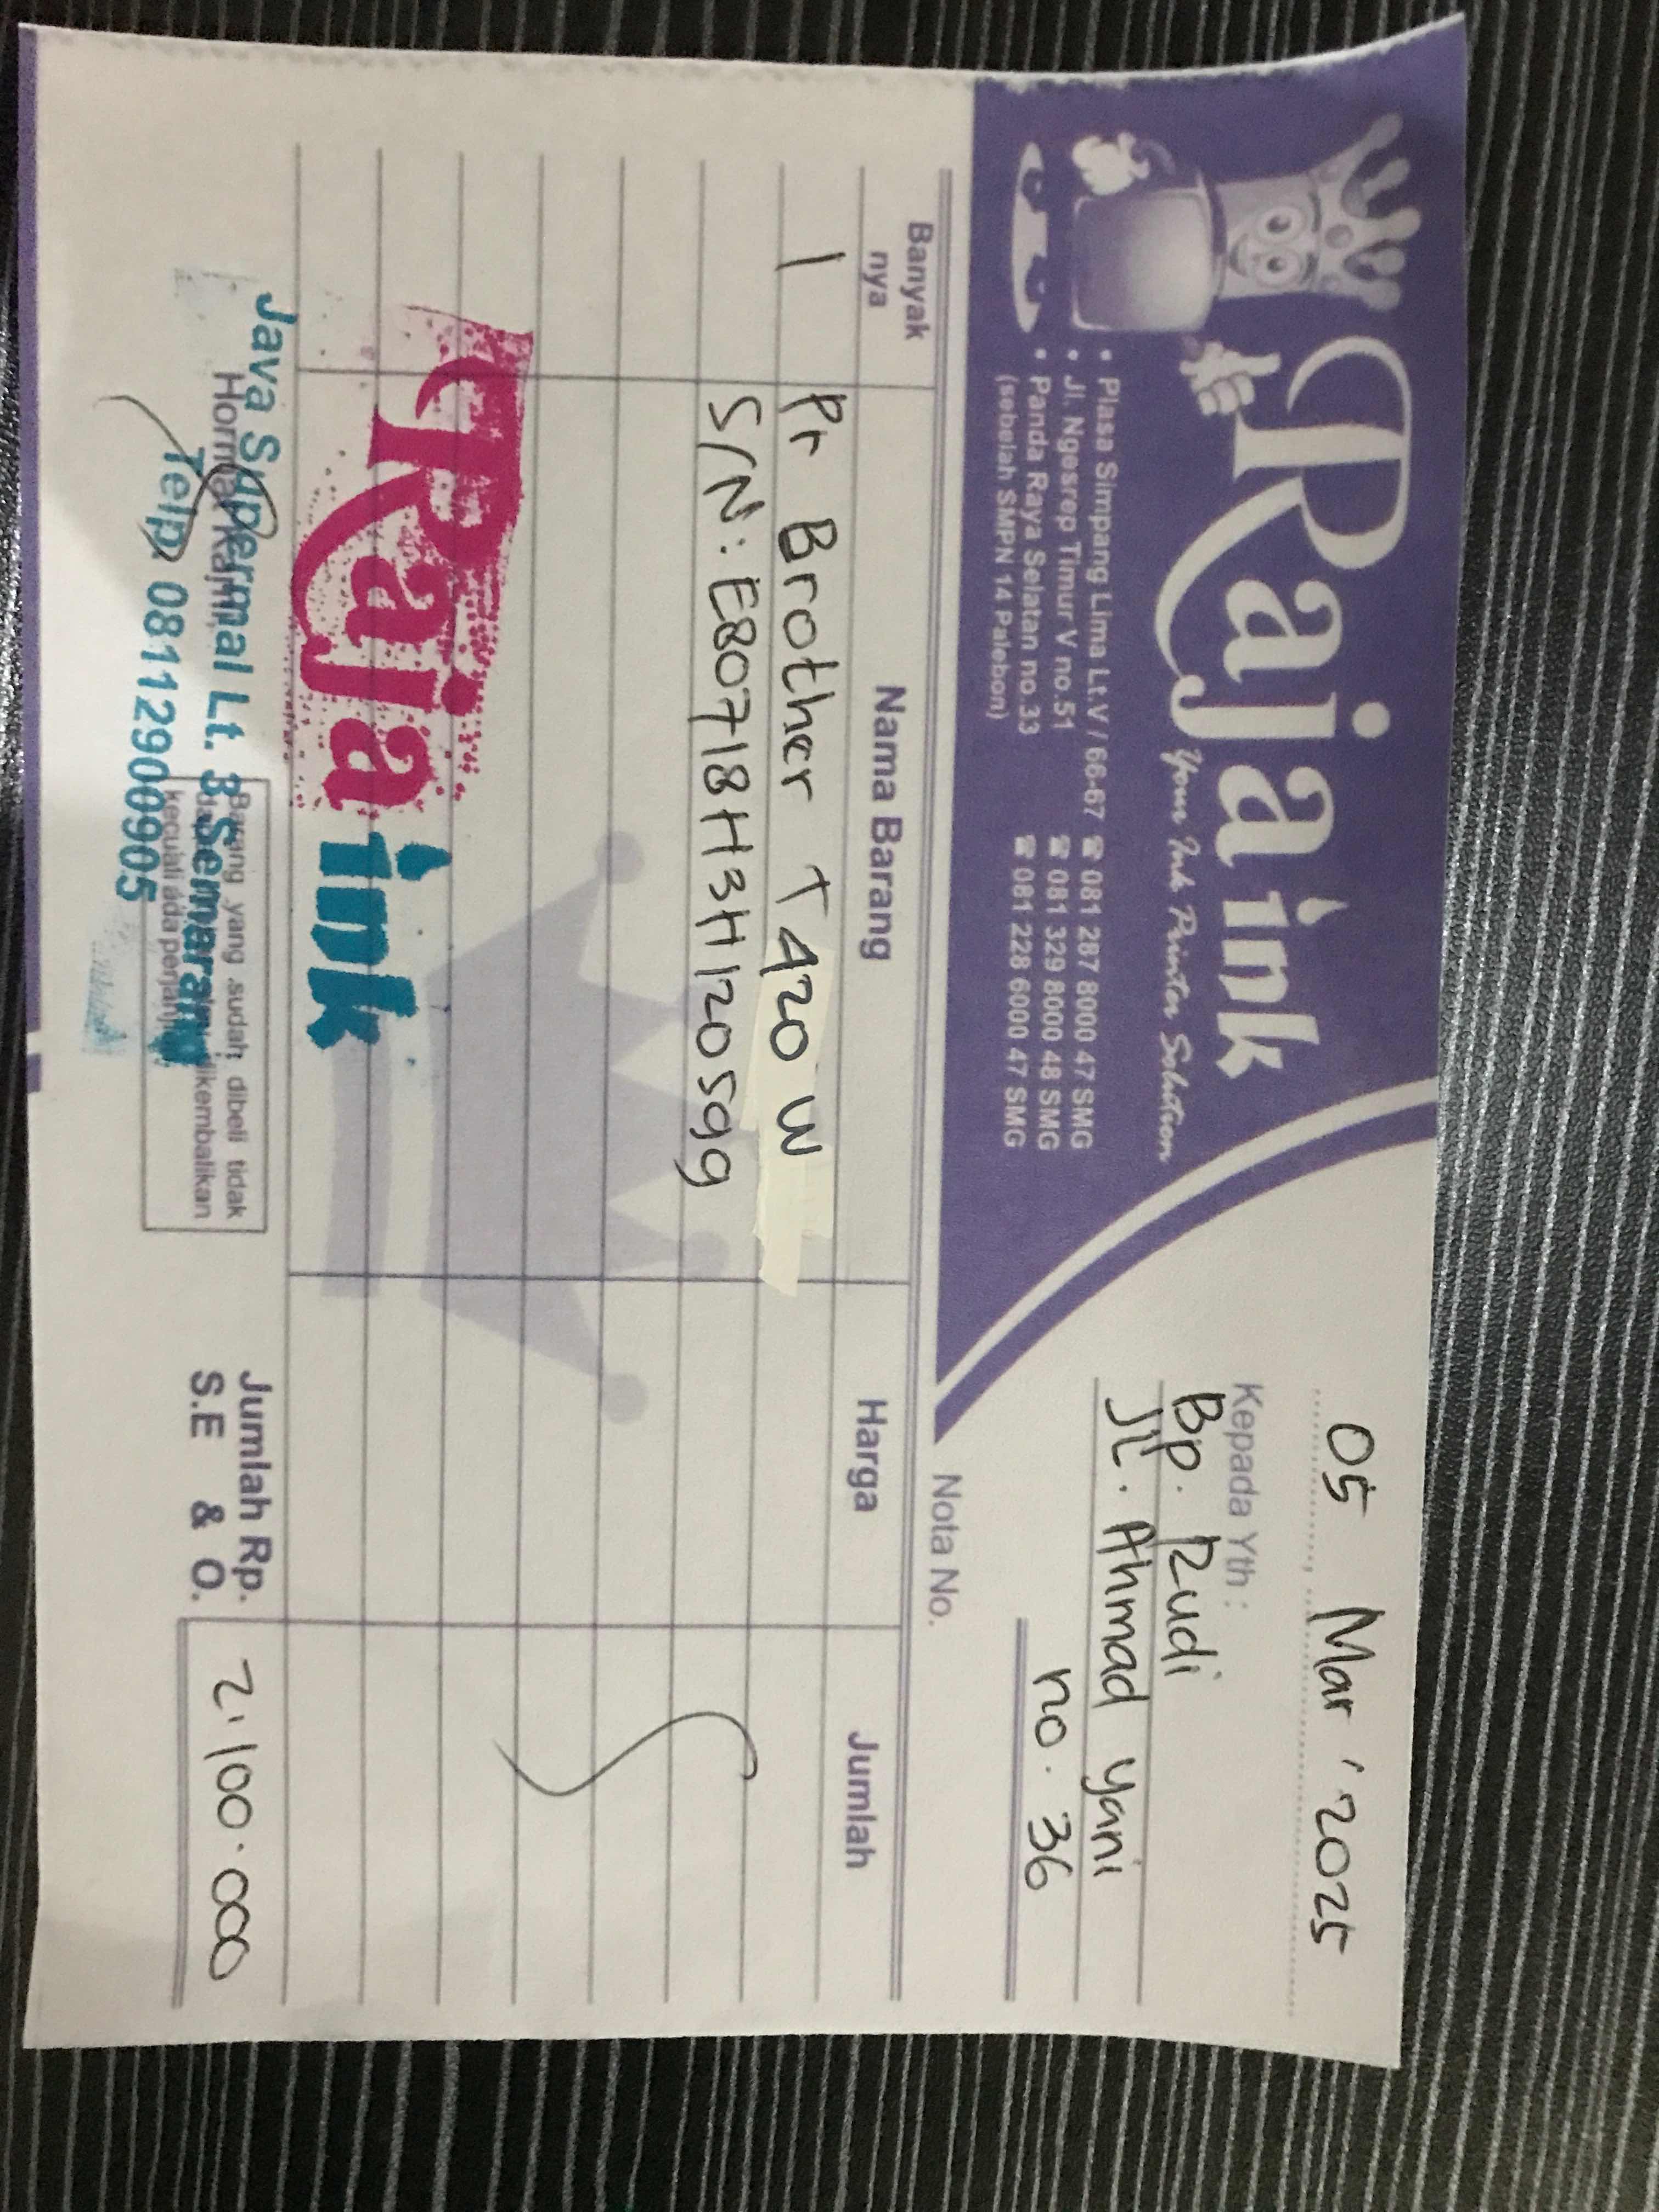 Raja ink
Your Ink Printer Solution
• Plasa Simpang Lima Lt.V / 66-67 ☎ 081 287 8000 47 SMG
• Jl. Ngesrep Timur V no.51 ☎ 081 329 8000 48 SMG
• Panda Raya Selatan no.33 ☎ 081 228 6000 47 SMG
(sebelah SMPN 14 Palebon)
05 Mar, 2025
Kepada Yth :
Bp. Rudi
JL. Ahmad yani
no. 36
Nota No.
Banyak nya Nama Barang Harga Jumlah
1 Pr Brother T420 W
S/N: E80718H3H120599
Raja ink
Java Supermal Lt. 3 Semarang
Telp 08112900905
Hormat Kami,
Barang yang sudah dibeli tidak
dikembalikan
kecuali ada perjanjian
Jumlah Rp. 2.100.000
S.E & O.